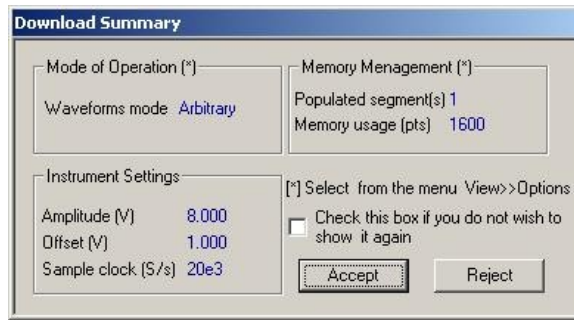 Download Summary
Mode of Operation (*)
Waveforms mode Arbitrary
Memory Menagement (*)
Populated segment(s) 1
Memory usage (pts) 1600
Instrument Settings
Amplitude (V) 8.000
Offset (V) 1.000
Sample clock (S/s) 20e3
[*] Select from the menu View>>Options
Check this box if you do not wish to
show it again
Accept
Reject